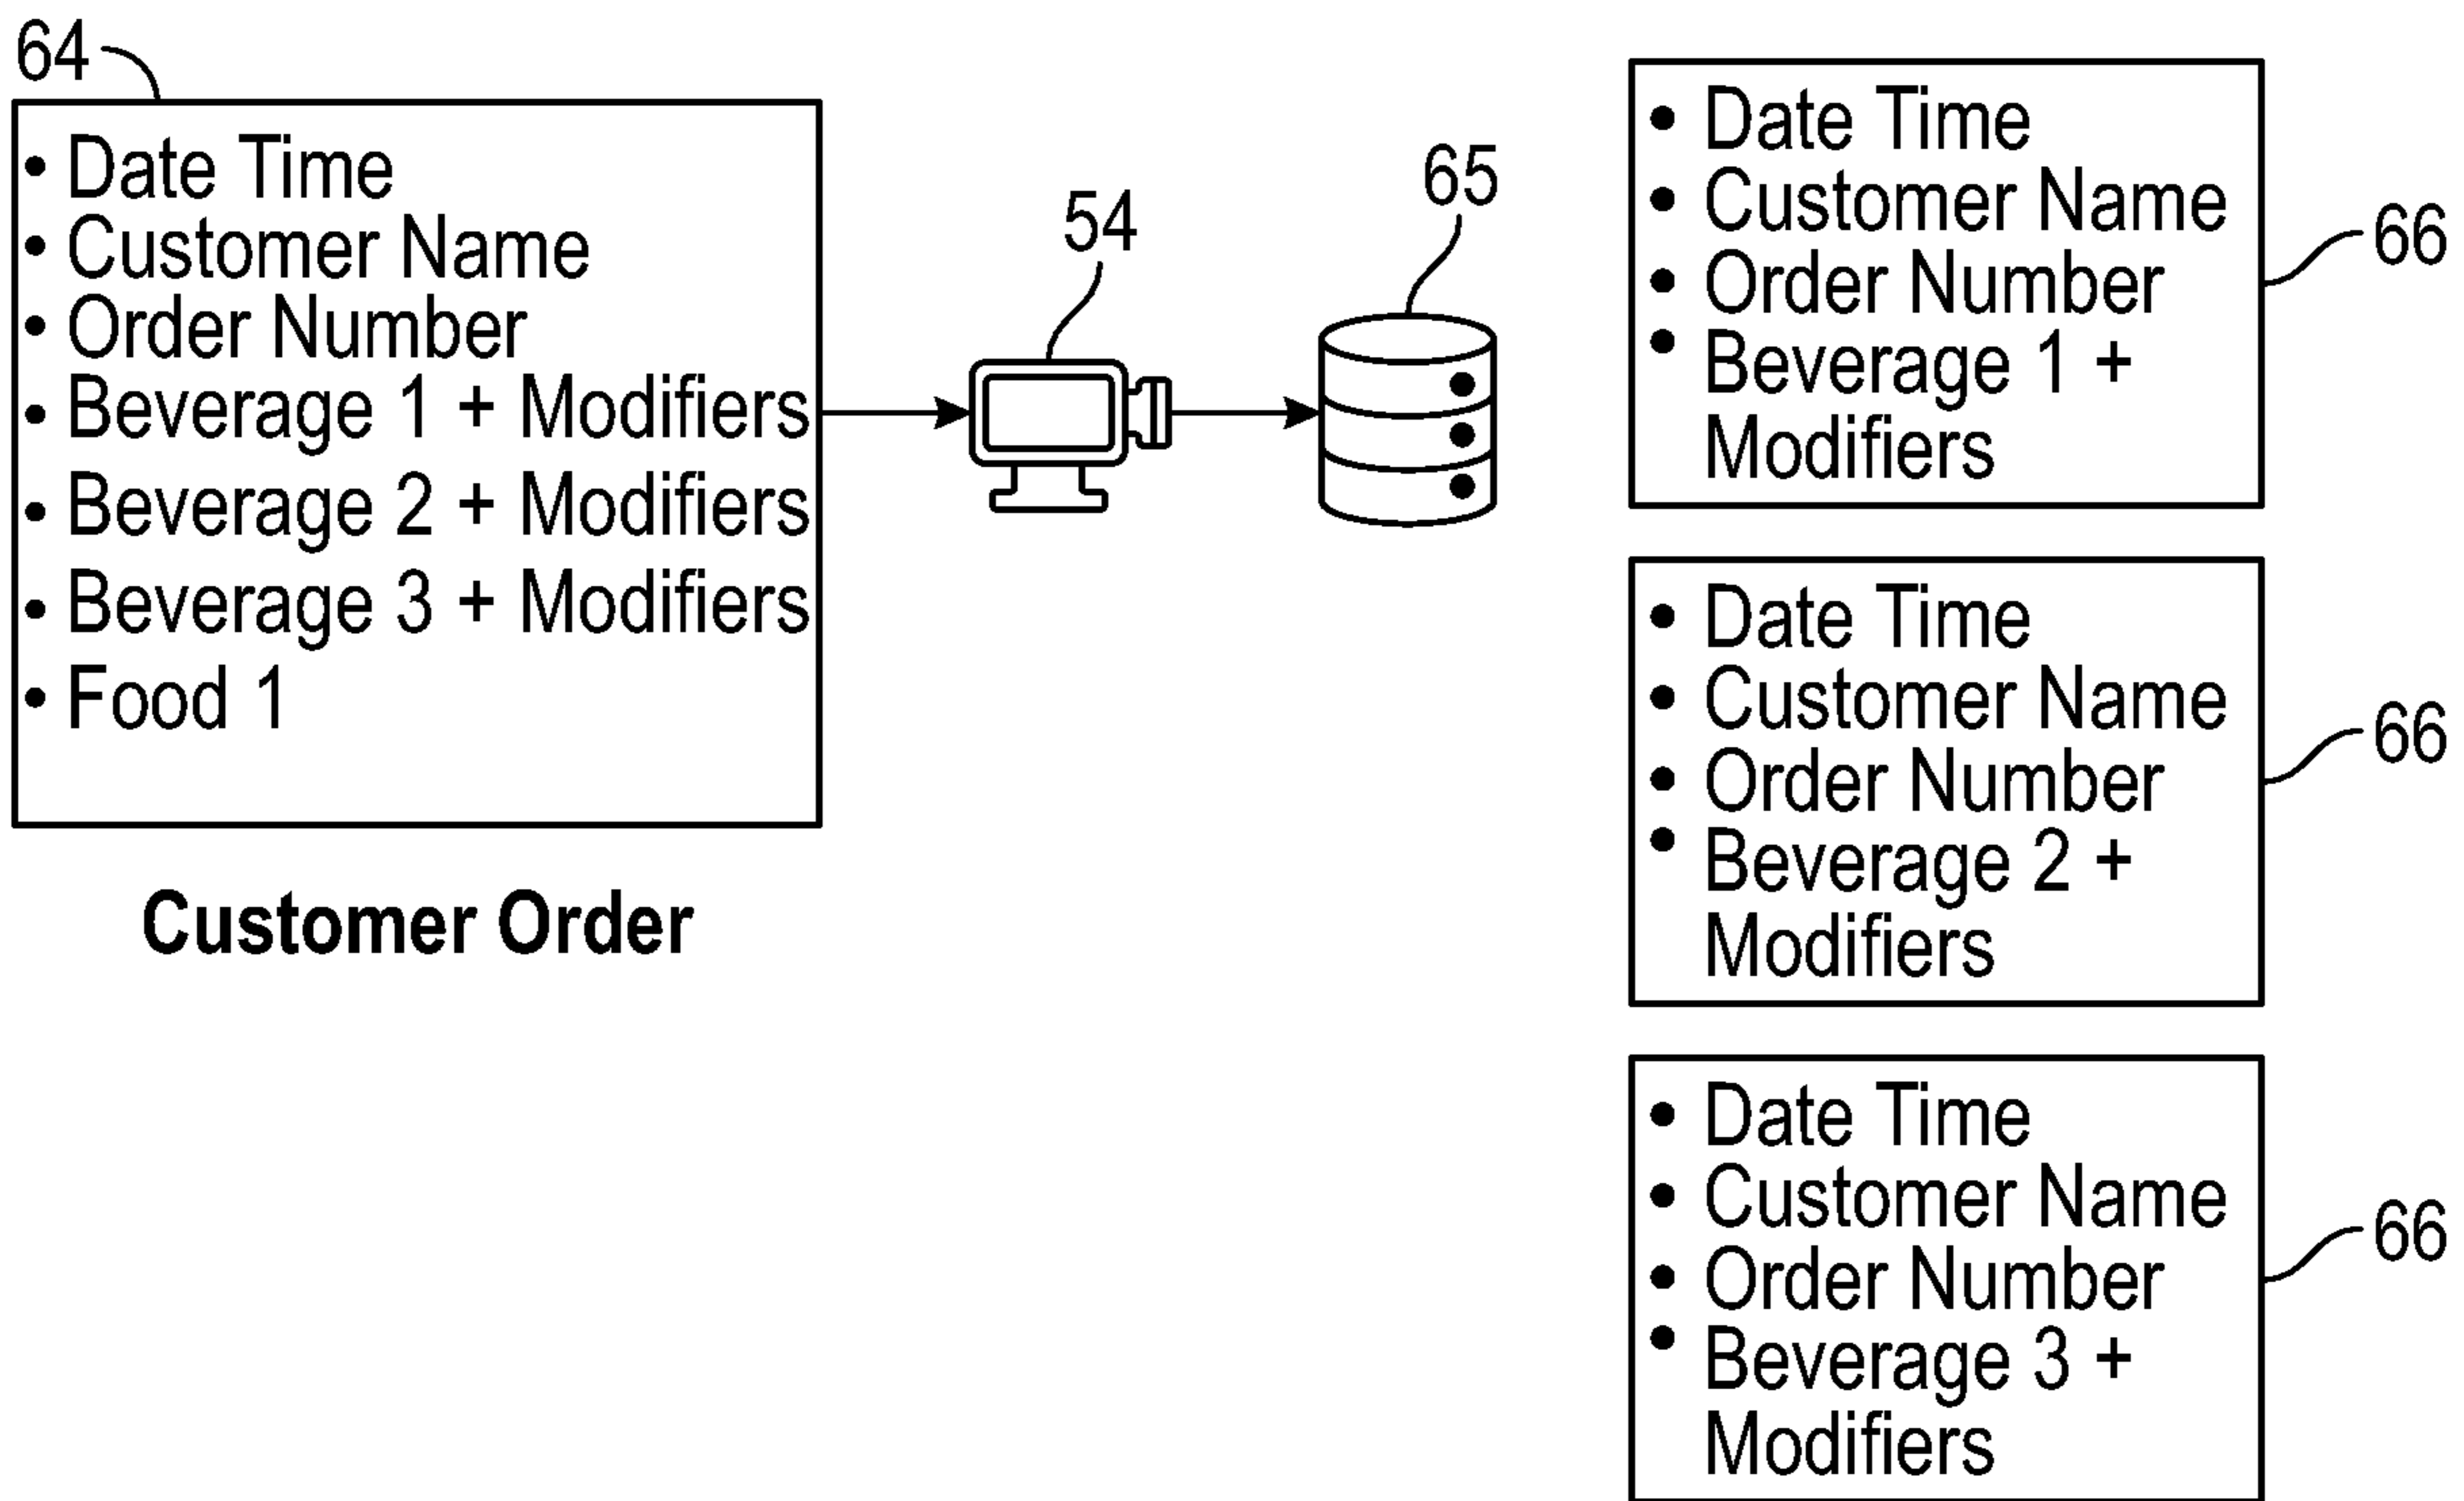 64
• Date Time
• Customer Name
• Order Number
• Beverage 1 + Modifiers
• Beverage 2 + Modifiers
• Beverage 3 + Modifiers
• Food 1
Customer Order
54
65
• Date Time
• Customer Name
• Order Number
• Beverage 1 +
Modifiers
66
• Date Time
• Customer Name
• Order Number
• Beverage 2 +
Modifiers
66
• Date Time
• Customer Name
• Order Number
• Beverage 3 +
Modifiers
66